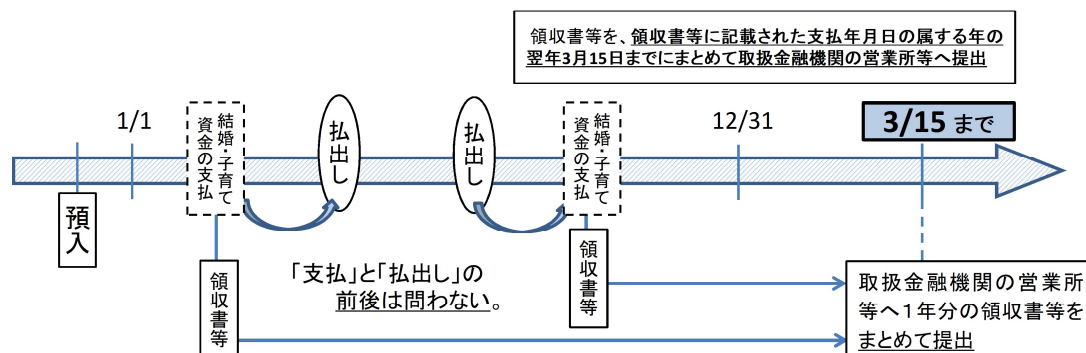 領収書等を、領収書等に記載された支払年月日の属する年の
翌年3月15日までにまとめて取扱金融機関の営業所等へ提出
1/1
結婚・子育て
資金の支払
払出し
払出し
結婚・子育て
資金の支払
12/31
3/15 まで
預入
領収書等
「支払」と「払出し」の
前後は問わない。
領収書等
取扱金融機関の営業所
等へ1年分の領収書等を
まとめて提出